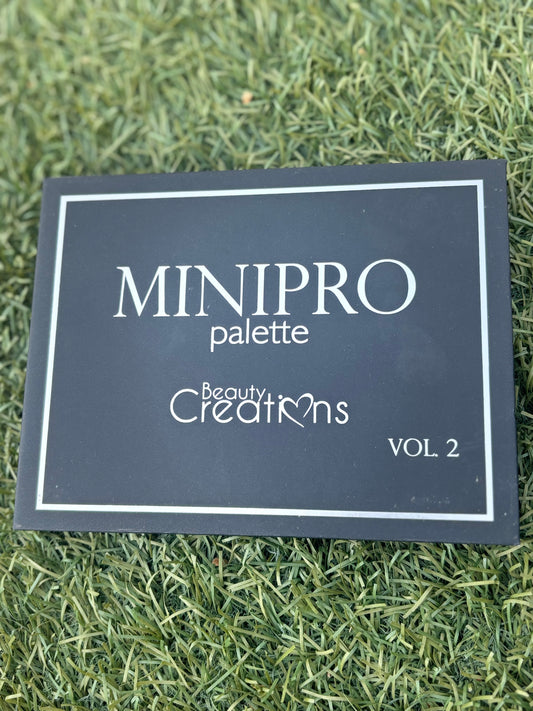 MINIPRO
palette
Beauty
Creations
VOL. 2